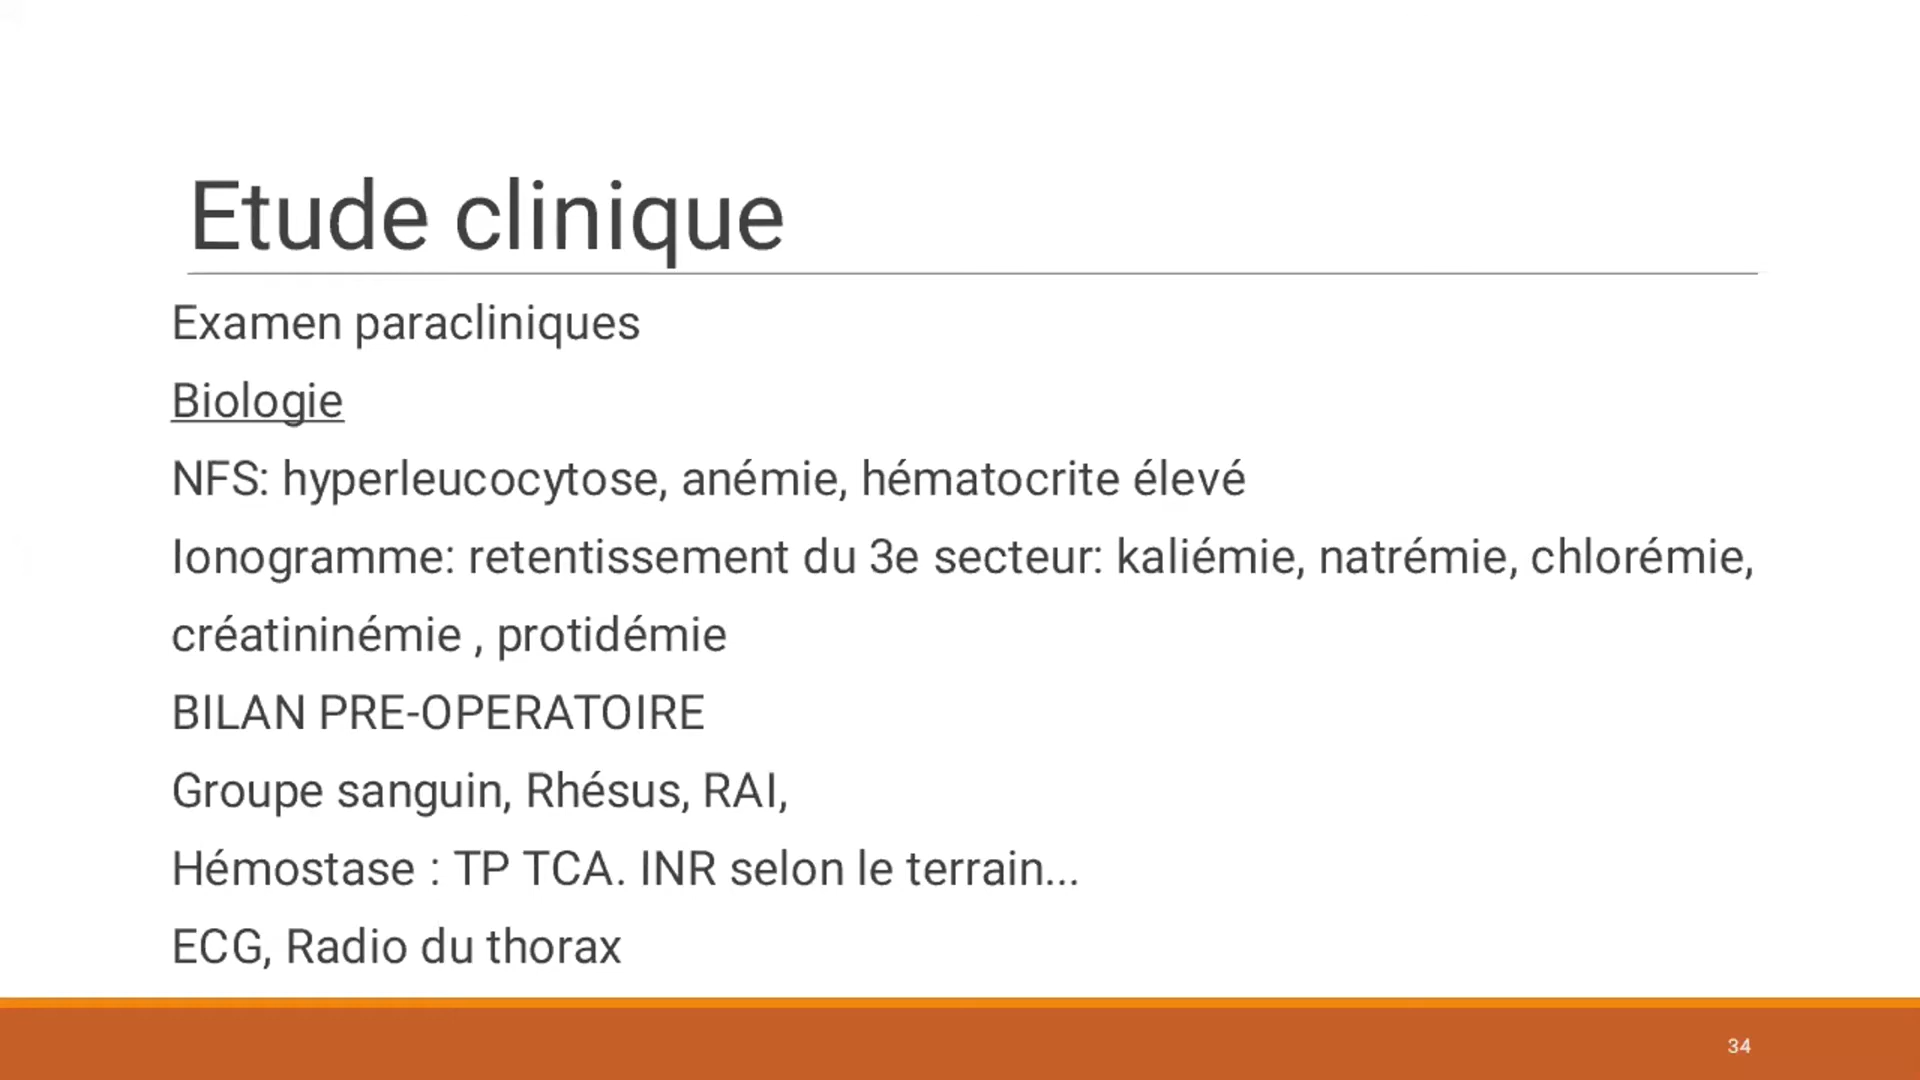 Etude clinique
Examen paracliniques
Biologie
NFS: hyperleucocytose, anémie, hématocrite élevé
Ionogramme: retentissement du 3e secteur: kaliémie, natrémie, chlorémie,
créatininémie , protidémie
BILAN PRE-OPERATOIRE
Groupe sanguin, Rhésus, RAI,
Hémostase : TP TCA. INR selon le terrain...
ECG, Radio du thorax
34